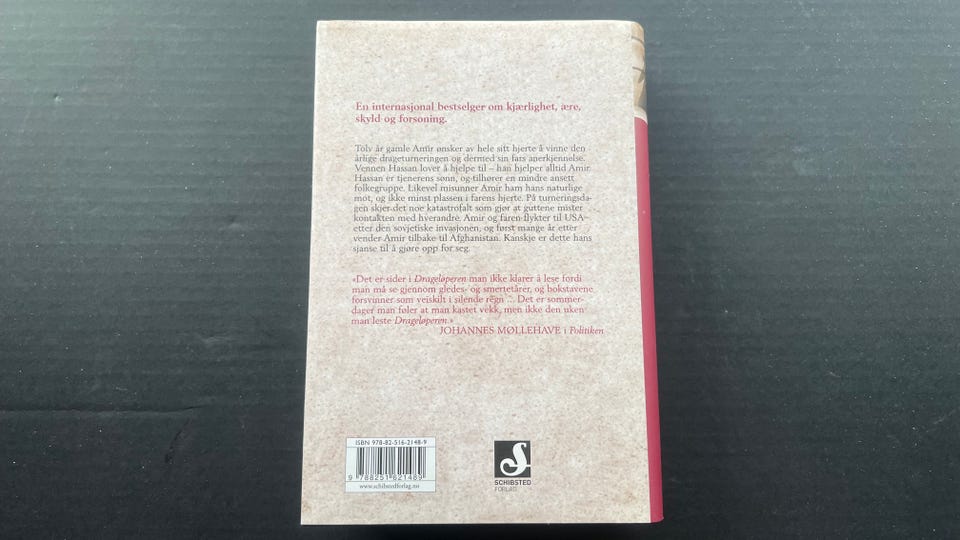 En internasjonal bestselger om kjærlighet, ære,
skyld og forsoning.
Tolv år gamle Amir ønsker av hele sitt hjerte å vinne den
årlige drageturneringen og dermed sin fars anerkjennelse.
Vennen Hassan lover å hjelpe til – han hjelper alltid Amir.
Hassan er tjenerens sønn, og tilhører en mindre ansett
folkegruppe. Likevel misunner Amir ham hans naturlige
mot, og ikke minst plassen i farens hjerte. På turneringsda-
gen skjer det noe katastrofalt som gjør at guttene mister
kontakten med hverandre. Amir og faren flykter til USA
etter den sovjetiske invasjonen, og først mange år etter
vender Amir tilbake til Afghanistan. Kanskje er dette hans
sjanse til å gjøre opp for seg.
«Det er sider i Drageløperen man ikke klarer å lese fordi
man må se gjennom gledes- og smertetårer, og bokstavene
forsvinner som veiskilt i silende regn ... Det er sommer-
dager man føler at man kastet vekk, men ikke den uken
man leste Drageløperen.»
JOHANNES MØLLEHAVE i Politiken
ISBN 978-82-516-2148-9
9 788251 621489
www.schibstedforlag.no
SCHIBSTED
FORLAG